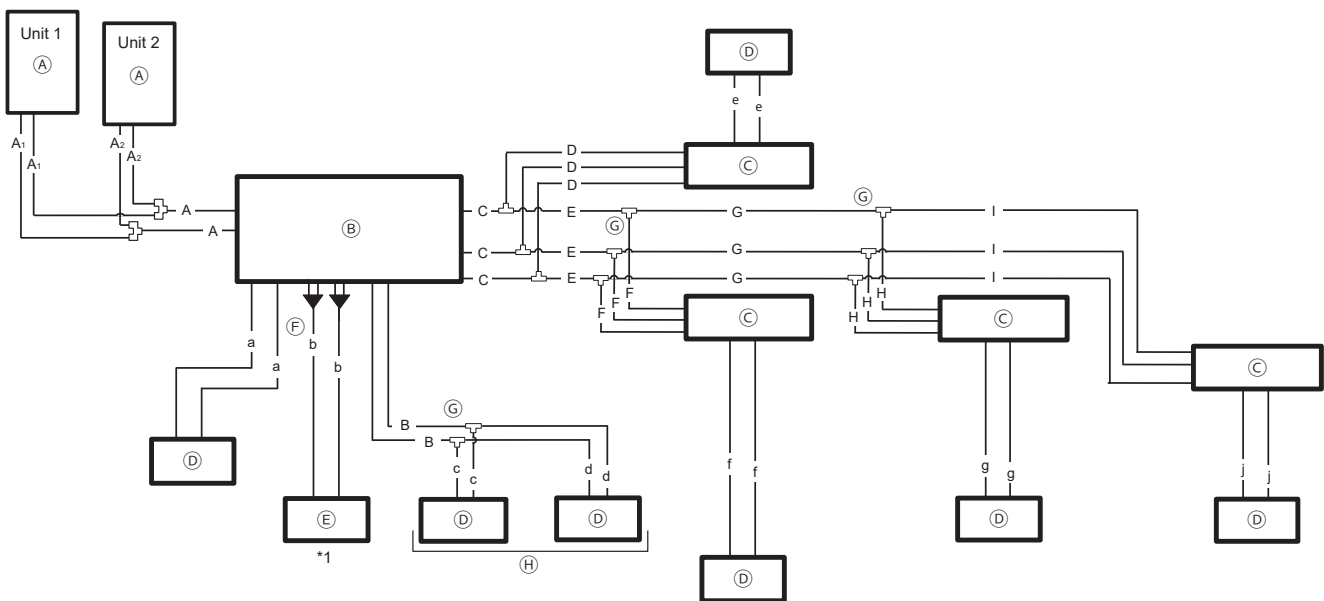 Unit 1
Ⓐ
Unit 2
Ⓐ
A1
A1
A2
A2
A
A
Ⓑ
Ⓓ
e
e
Ⓒ
D
D
D
C
C
C
E
E
E
Ⓖ
G
G
G
Ⓖ
I
I
I
F
F
F
Ⓒ
H
H
H
Ⓒ
Ⓒ
a
a
Ⓕ
b
b
B
B
Ⓖ
c
c
d
d
f
f
g
g
j
j
Ⓓ
Ⓔ
*1
Ⓓ
Ⓓ
Ⓗ
Ⓓ
Ⓓ
Ⓓ